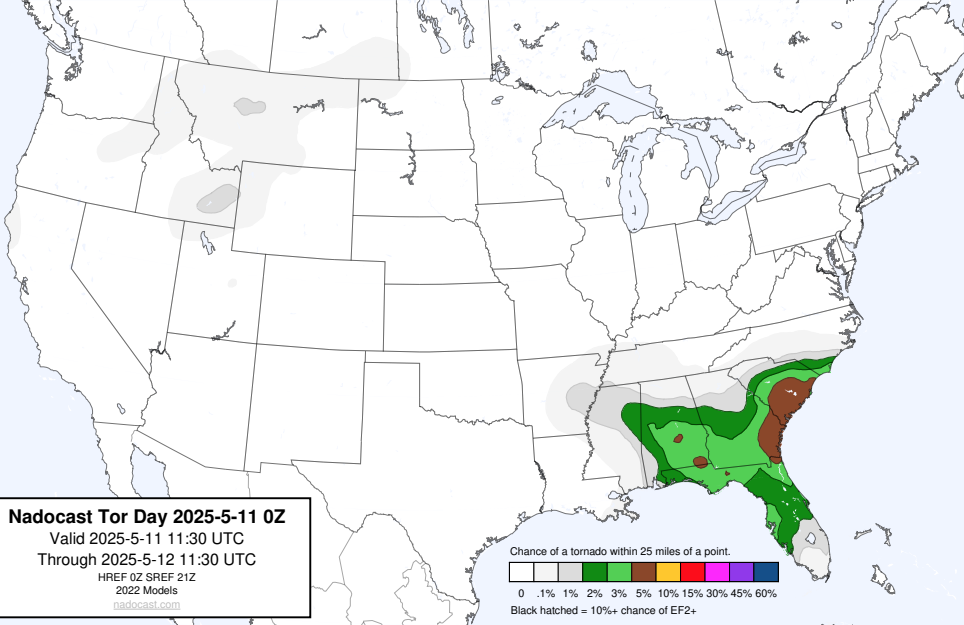 Nadocast Tor Day 2025-5-11 0Z
Valid 2025-5-11 11:30 UTC
Through 2025-5-12 11:30 UTC
HREF 0Z SREF 21Z
2022 Models
nadocast.com
Chance of a tornado within 25 miles of a point.
0 .1% 1% 2% 3% 5% 10% 15% 30% 45% 60%
Black hatched = 10%+ chance of EF2+